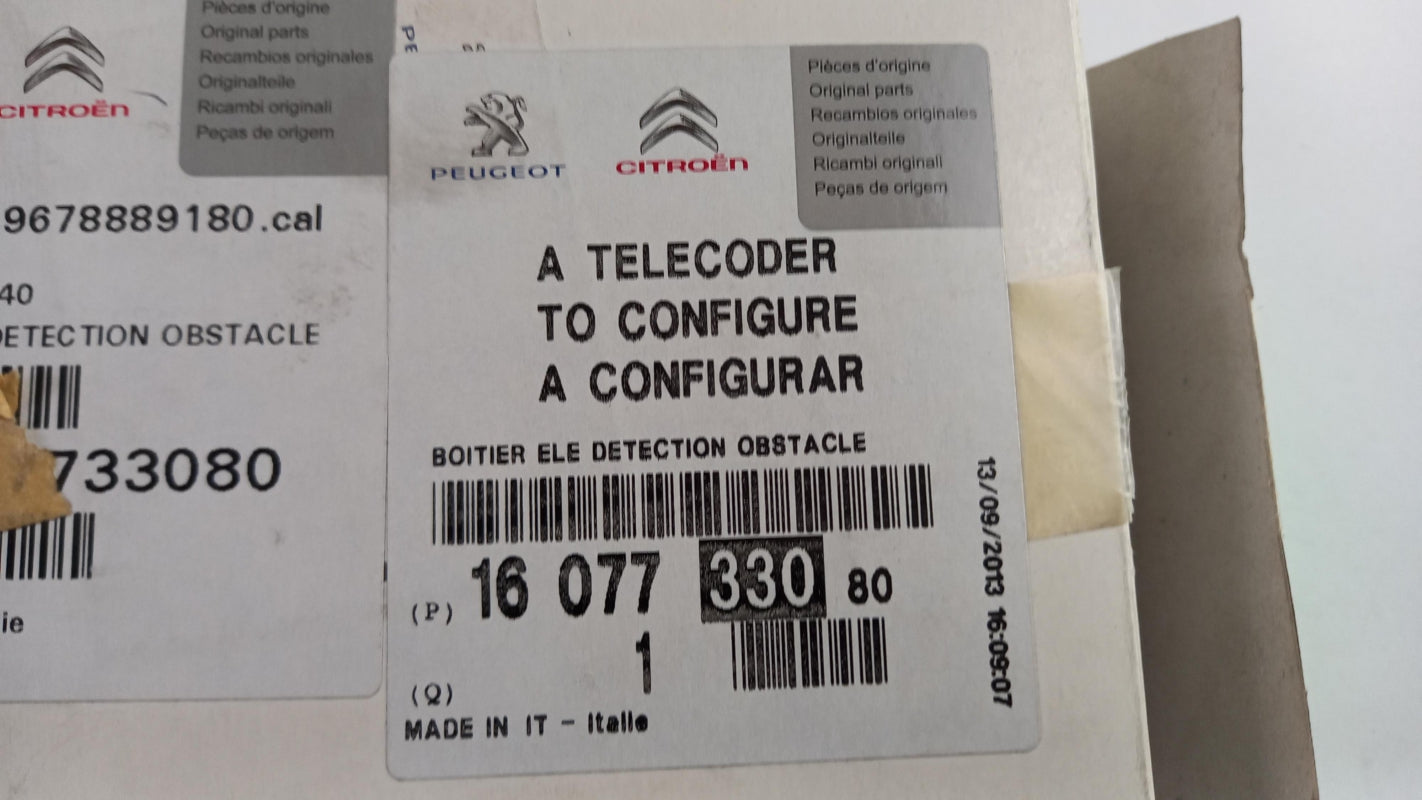 Pièces d'origine
Original parts
Recambios originales
Originalteile
Ricambi originali
Peças de origem
CITROËN
9678889180.cal
40
DETECTION OBSTACLE
733080
ie
PE
PEUGEOT
CITROËN
Pièces d'origine
Original parts
Recambios originales
Originalteile
Ricambi originali
Peças de origem
A TELECODER
TO CONFIGURE
A CONFIGURAR
BOITIER ELE DETECTION OBSTACLE
(P) 16 077 330 80
(Q) 1
MADE IN IT - Italie
13/09/2013 16:09:07